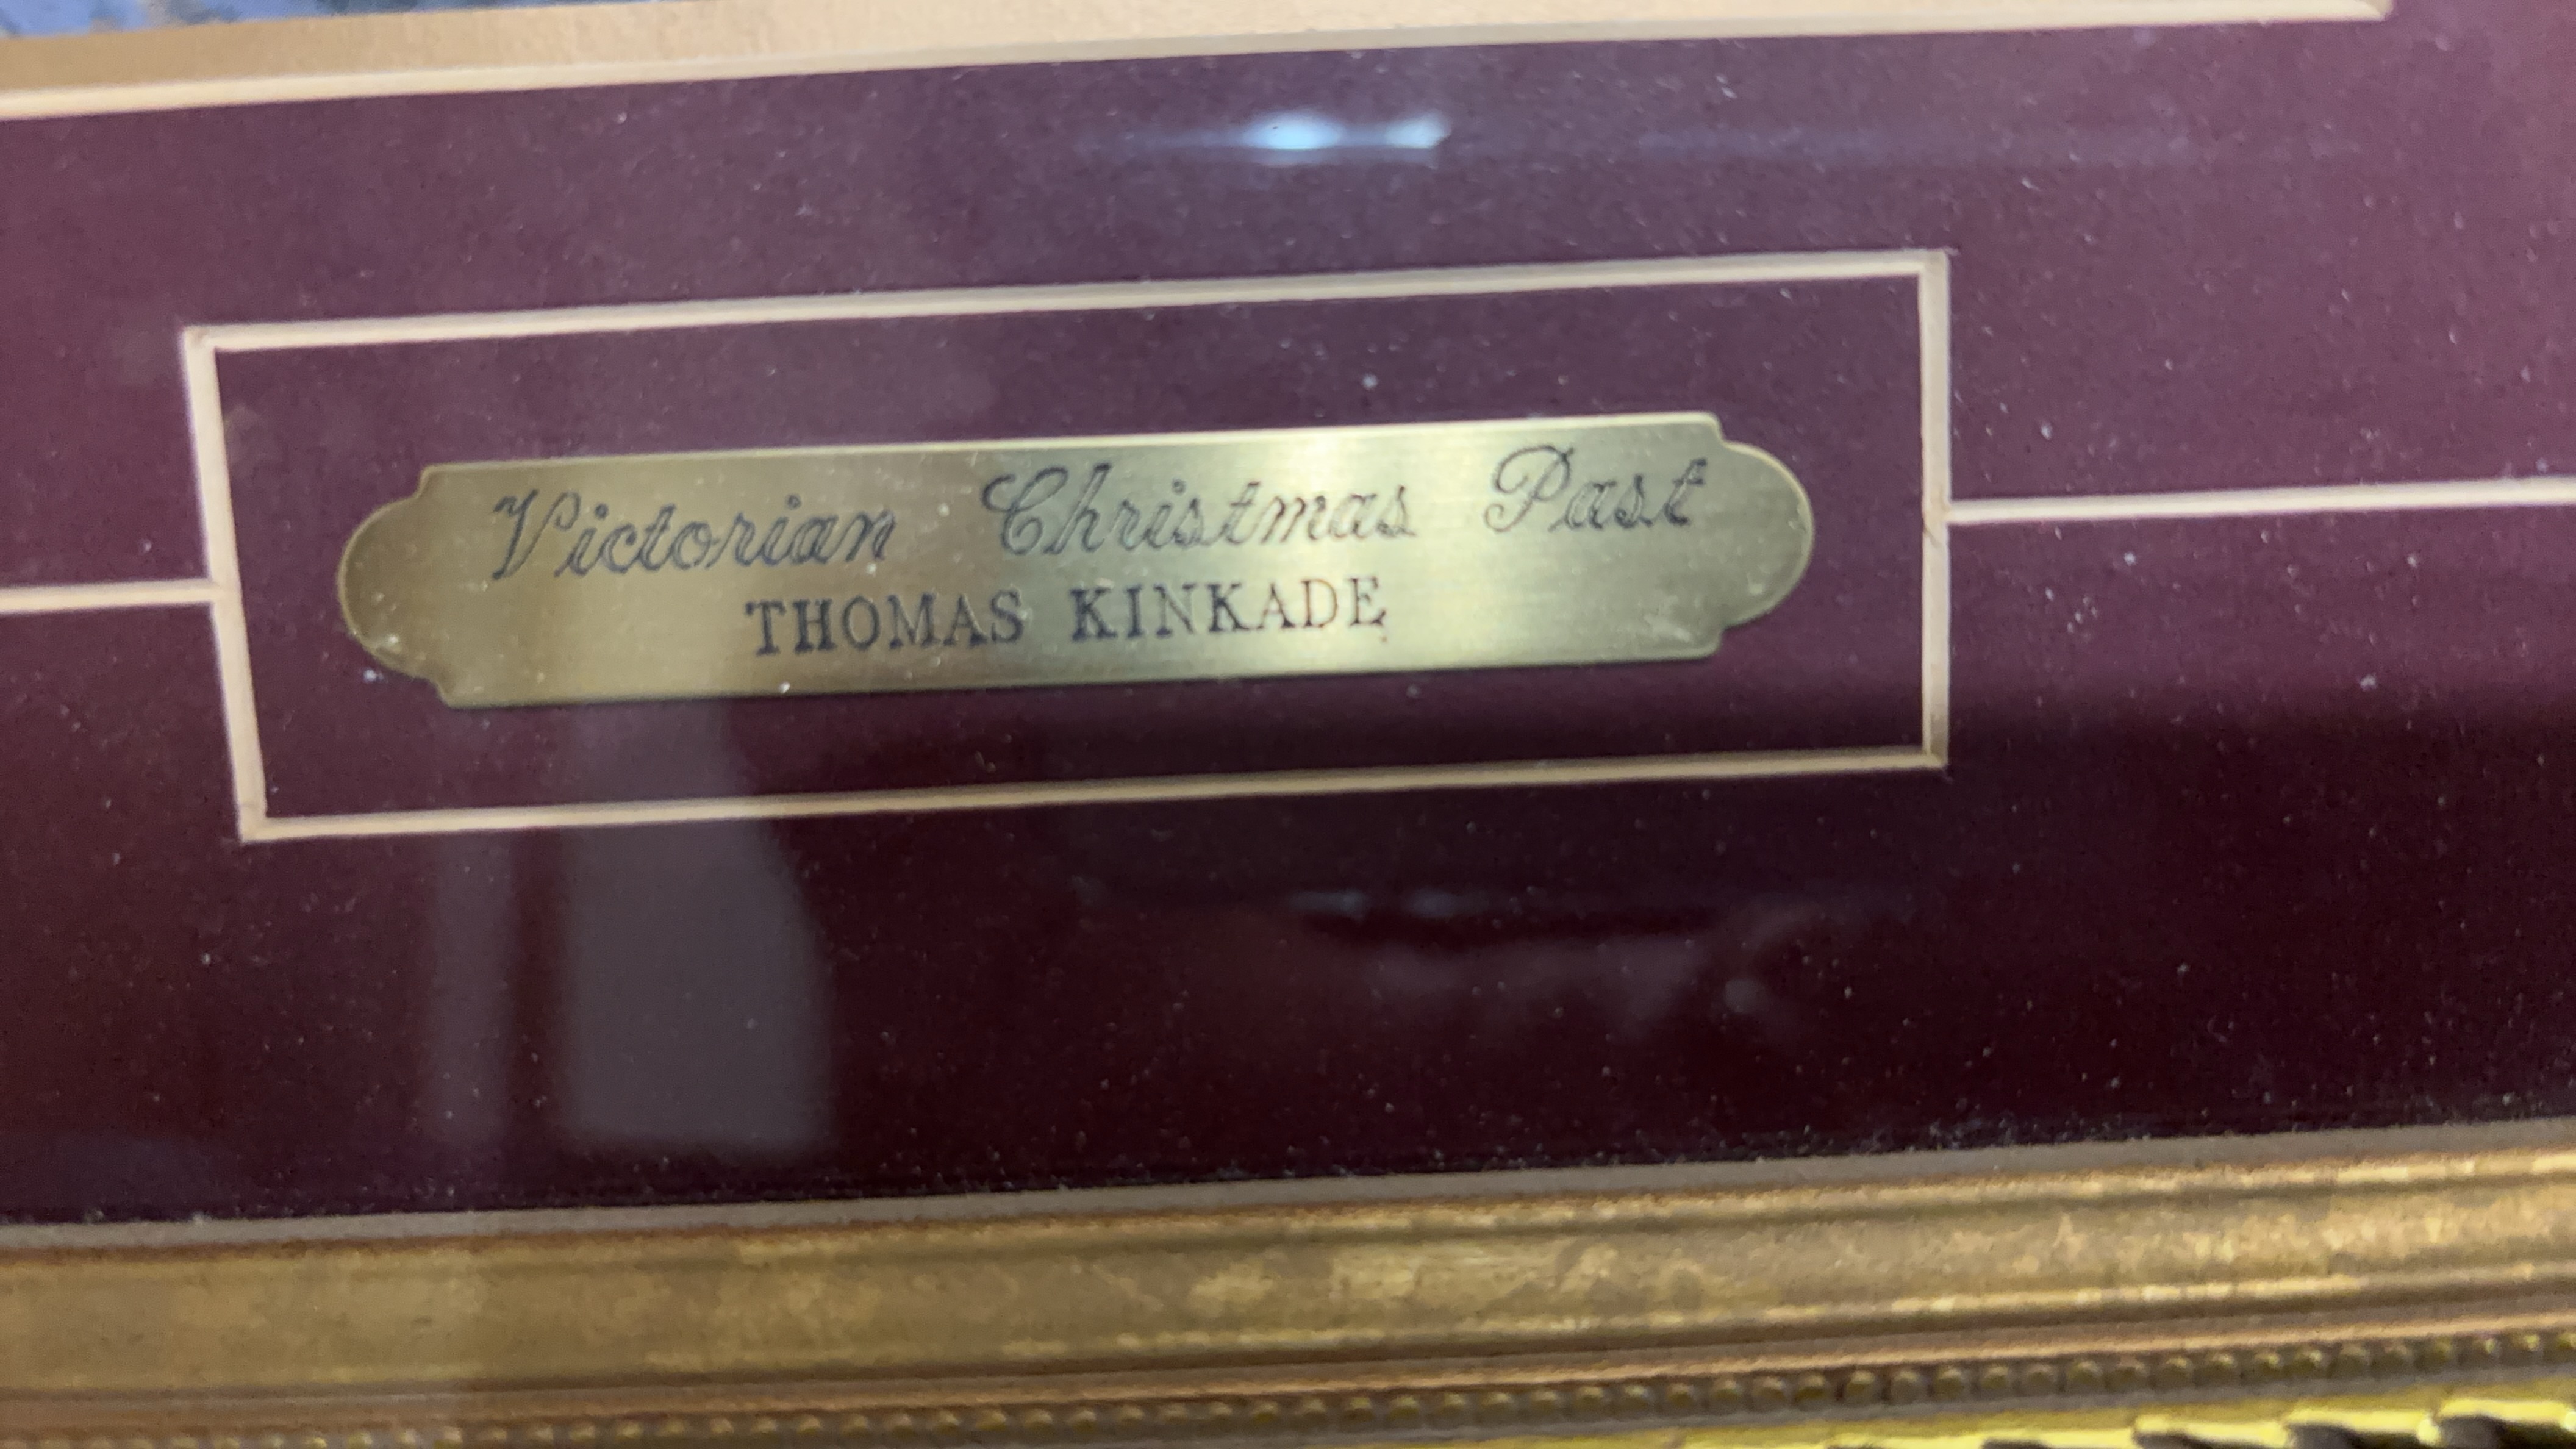 Victorian Christmas Past
THOMAS KINKADE